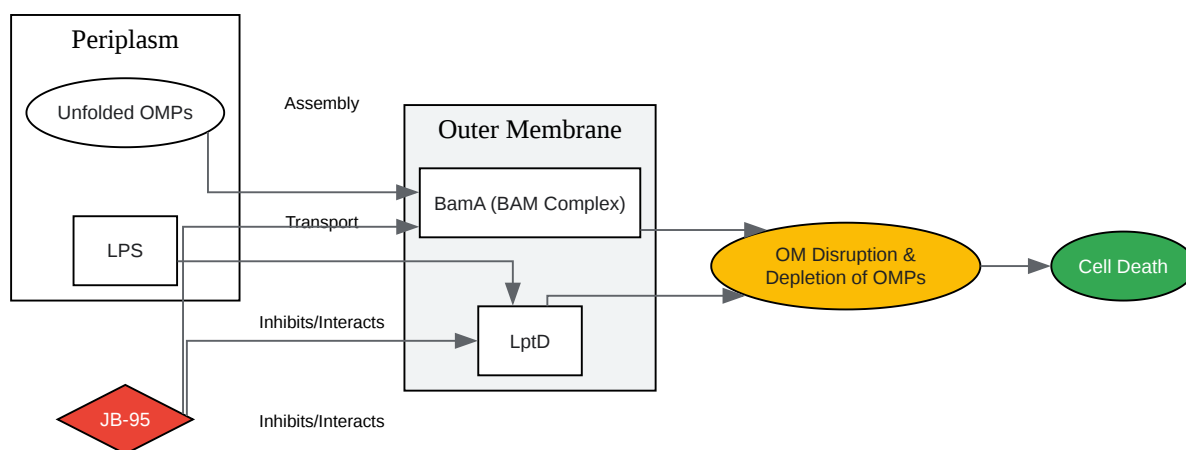 Periplasm
Unfolded OMPs
Assembly
Outer Membrane
BamA (BAM Complex)
Transport
LPS
OM Disruption &
Depletion of OMPs
Cell Death
Inhibits/Interacts
LptD
JB-95
Inhibits/Interacts